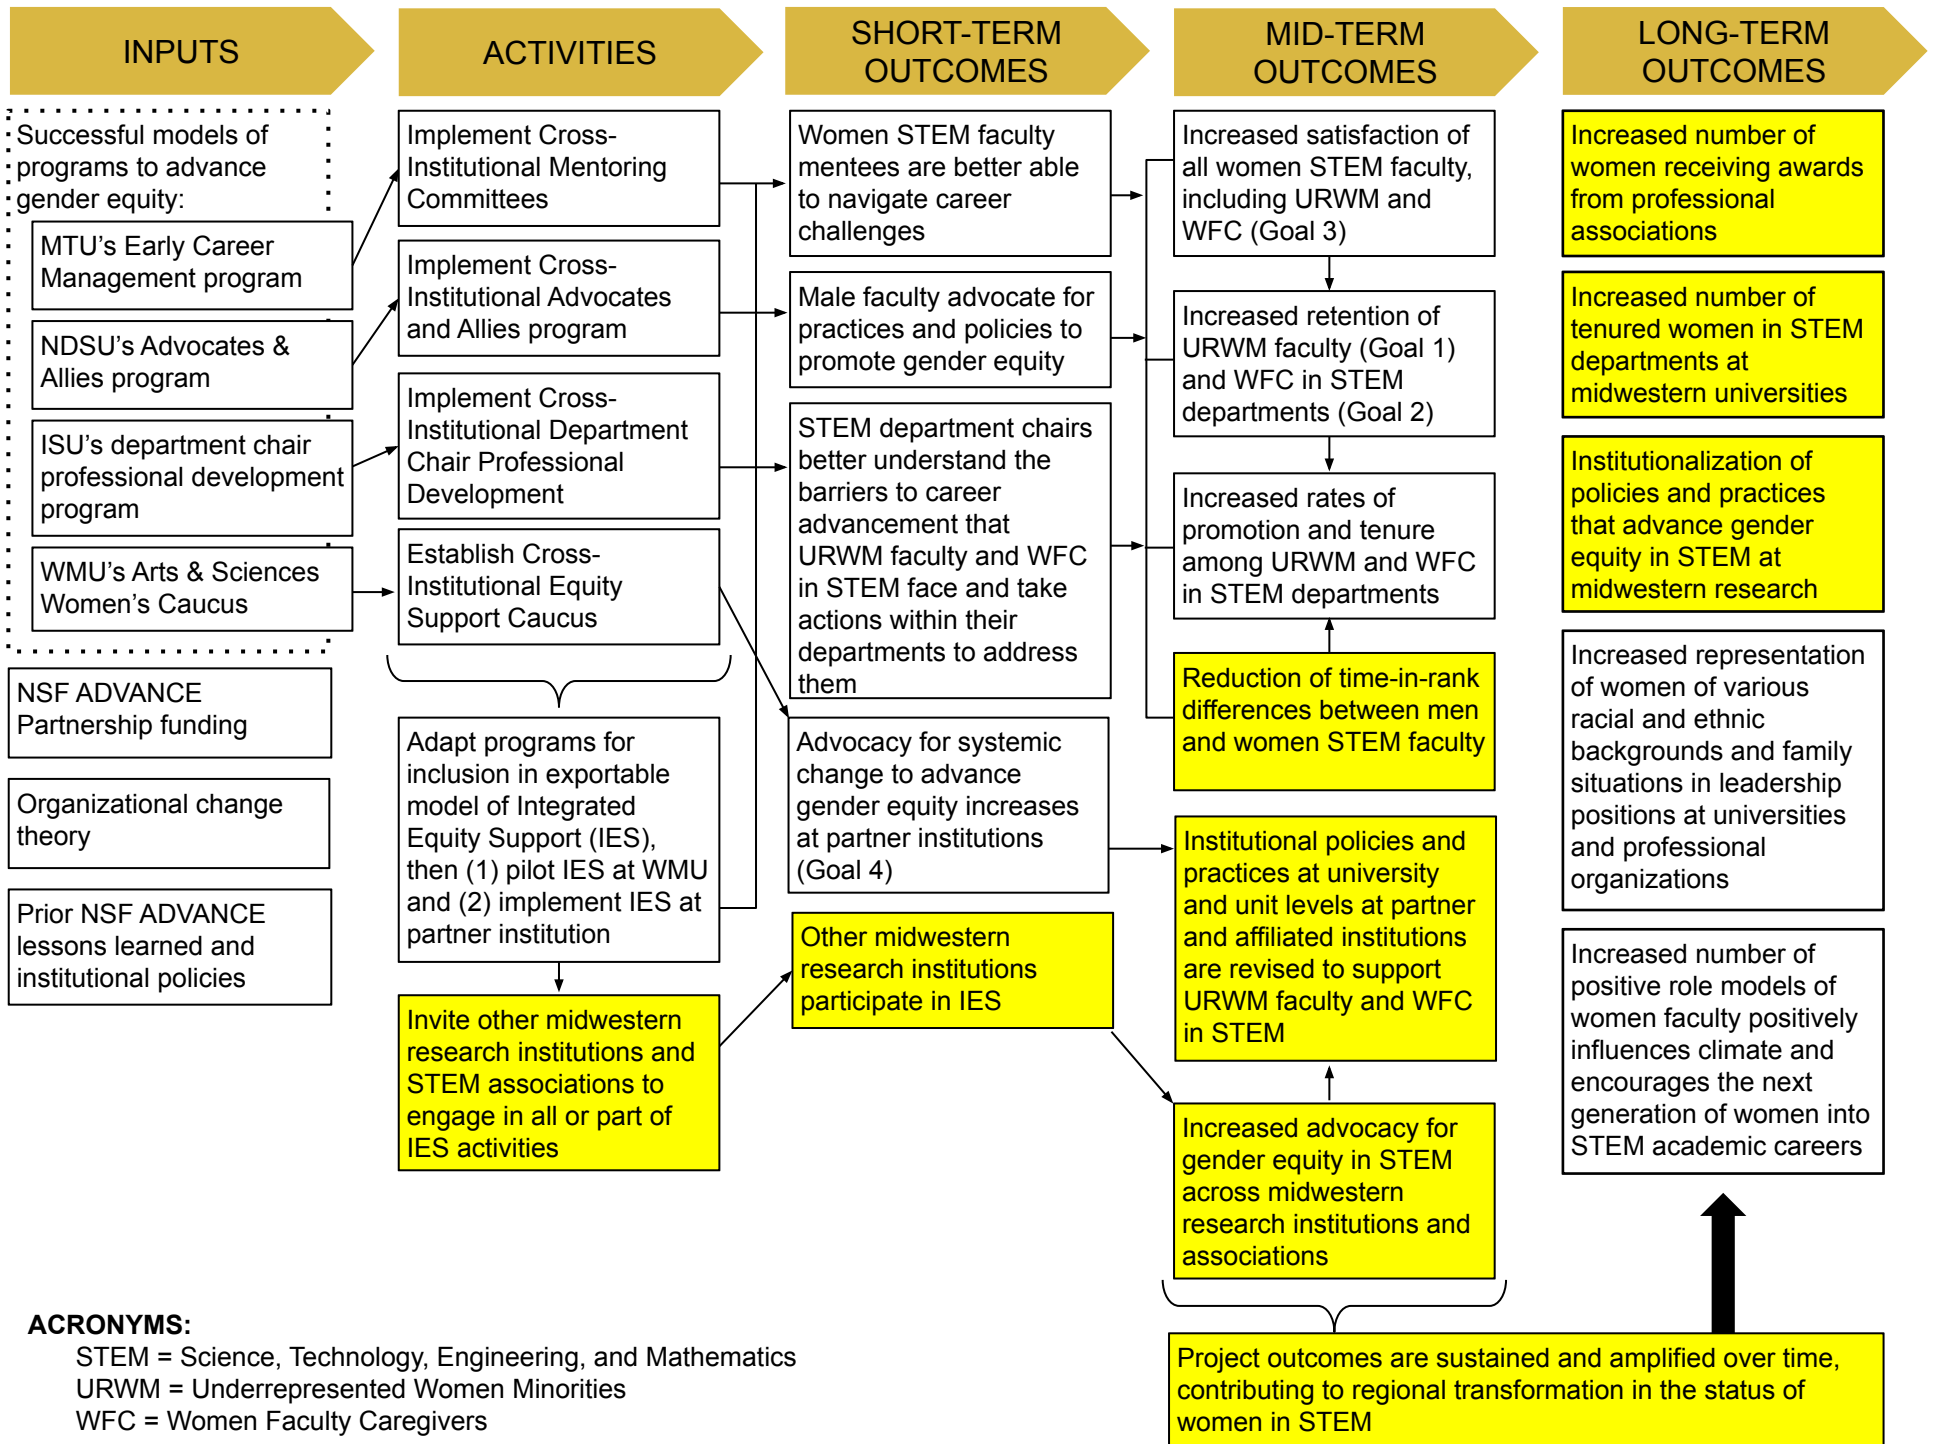 INPUTS
ACTIVITIES
SHORT-TERM
OUTCOMES
MID-TERM
OUTCOMES
LONG-TERM
OUTCOMES
Successful models of
programs to advance
gender equity:
MTU's Early Career
Management program
NDSU's Advocates &
Allies program
ISU's department chair
professional development
program
WMU's Arts & Sciences
Women's Caucus
NSF ADVANCE
Partnership funding
Organizational change
theory
Prior NSF ADVANCE
lessons learned and
institutional policies
Implement Cross-
Institutional Mentoring
Committees
Implement Cross-
Institutional Advocates
and Allies program
Implement Cross-
Institutional Department
Chair Professional
Development
Establish Cross-
Institutional Equity
Support Caucus
Adapt programs for
inclusion in exportable
model of Integrated
Equity Support (IES),
then (1) pilot IES at WMU
and (2) implement IES at
partner institution
Invite other midwestern
research institutions and
STEM associations to
engage in all or part of
IES activities
Women STEM faculty
mentees are better able
to navigate career
challenges
Male faculty advocate for
practices and policies to
promote gender equity
STEM department chairs
better understand the
barriers to career
advancement that
URWM faculty and WFC
in STEM face and take
actions within their
departments to address
them
Advocacy for systemic
change to advance
gender equity increases
at partner institutions
(Goal 4)
Other midwestern
research institutions
participate in IES
Increased satisfaction of
all women STEM faculty,
including URWM and
WFC (Goal 3)
Increased retention of
URWM faculty (Goal 1)
and WFC in STEM
departments (Goal 2)
Increased rates of
promotion and tenure
among URWM and WFC
in STEM departments
Reduction of time-in-rank
differences between men
and women STEM faculty
Institutional policies and
practices at university
and unit levels at partner
and affiliated institutions
are revised to support
URWM faculty and WFC
in STEM
Increased advocacy for
gender equity in STEM
across midwestern
research institutions and
associations
Increased number of
women receiving awards
from professional
associations
Increased number of
tenured women in STEM
departments at
midwestern universities
Institutionalization of
policies and practices
that advance gender
equity in STEM at
midwestern research
Increased representation
of women of various
racial and ethnic
backgrounds and family
situations in leadership
positions at universities
and professional
organizations
Increased number of
positive role models of
women faculty positively
influences climate and
encourages the next
generation of women into
STEM academic careers
Project outcomes are sustained and amplified over time,
contributing to regional transformation in the status of
women in STEM
ACRONYMS:
STEM = Science, Technology, Engineering, and Mathematics
URWM = Underrepresented Women Minorities
WFC = Women Faculty Caregivers